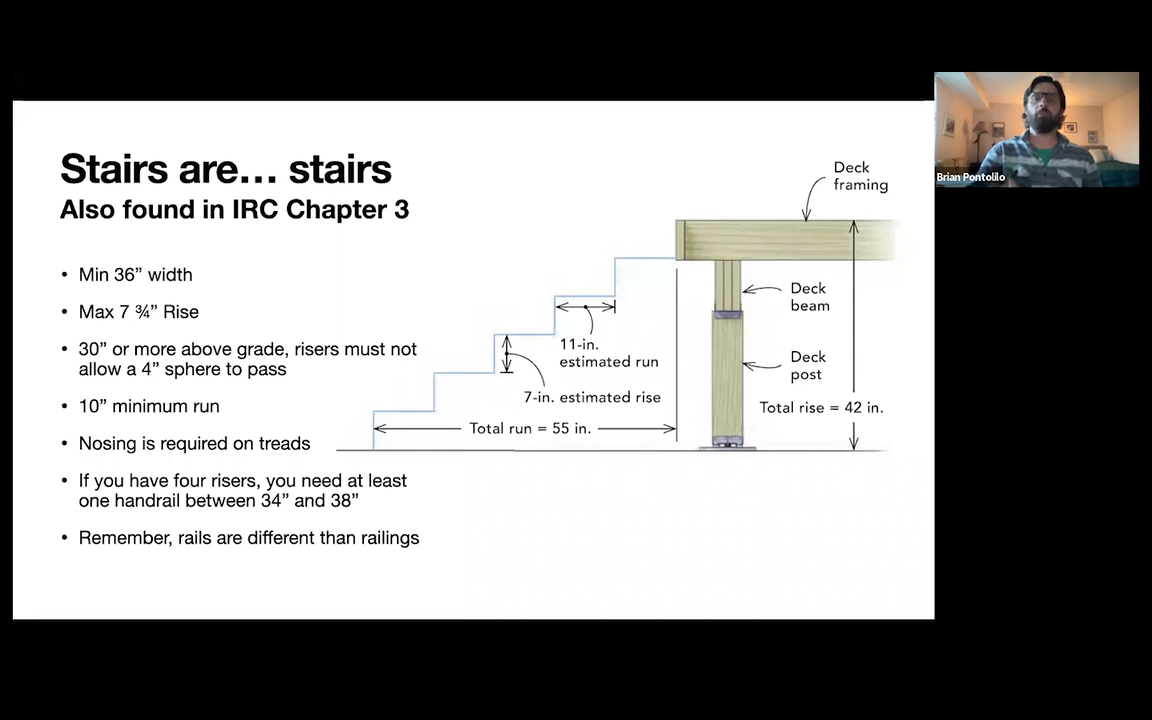 Stairs are… stairs
Also found in IRC Chapter 3
• Min 36” width
• Max 7 ¾” Rise
• 30” or more above grade, risers must not
allow a 4” sphere to pass
• 10” minimum run
• Nosing is required on treads
• If you have four risers, you need at least
one handrail between 34” and 38”
• Remember, rails are different than railings
Deck
framing
Deck
beam
11-in.
estimated run
Deck
post
7-in. estimated rise
Total rise = 42 in.
Total run = 55 in.
Brian Pontolilo